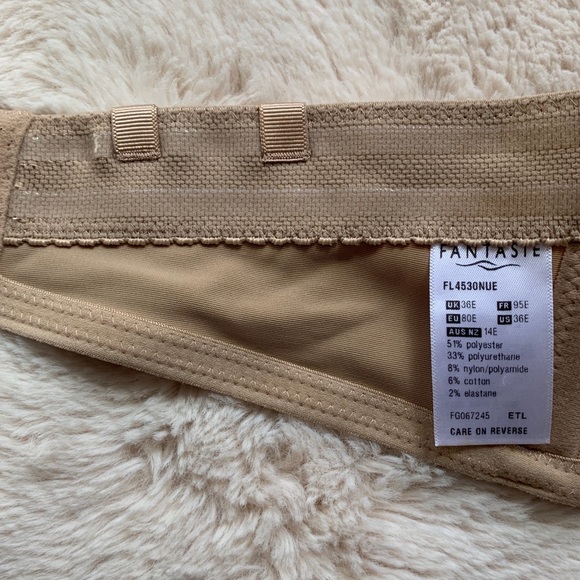 FANTASIE
FL4530NUE
UK 36E FR 95E
EU 80E US 36E
AUS NZ 14E
51% polyester
33% polyurethane
8% nylon/polyamide
6% cotton
2% elastane
FG067245 ETL
CARE ON REVERSE